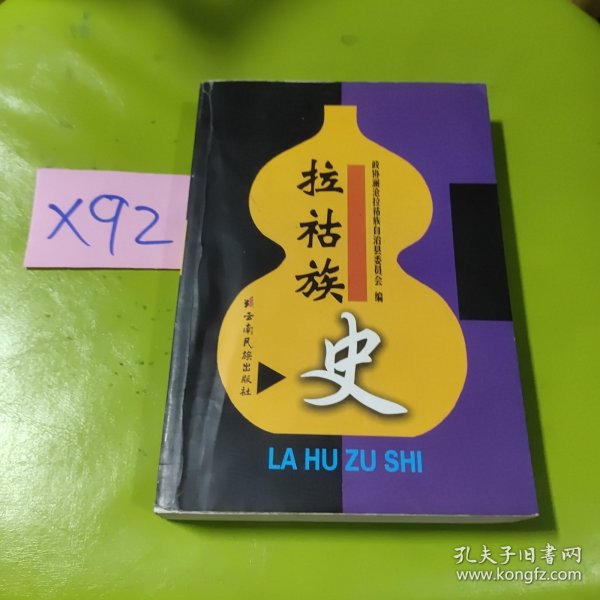 X92
拉祜族
史
政协澜沧拉祜族自治县委员会 编
云南民族出版社
LA HU ZU SHI
孔夫子旧书网
www.kongfz.com